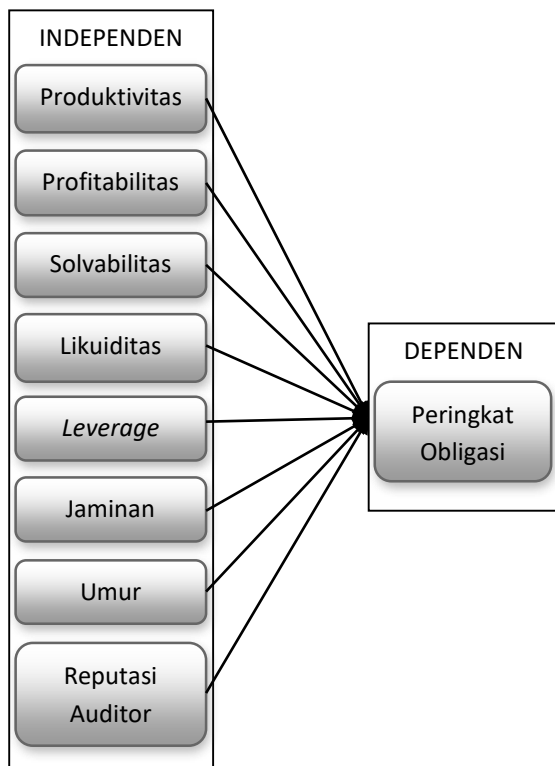 INDEPENDEN
Produktivitas
Profitabilitas
Solvabilitas
Likuiditas
Leverage
Jaminan
Umur
Reputasi
Auditor
DEPENDEN
Peringkat
Obligasi